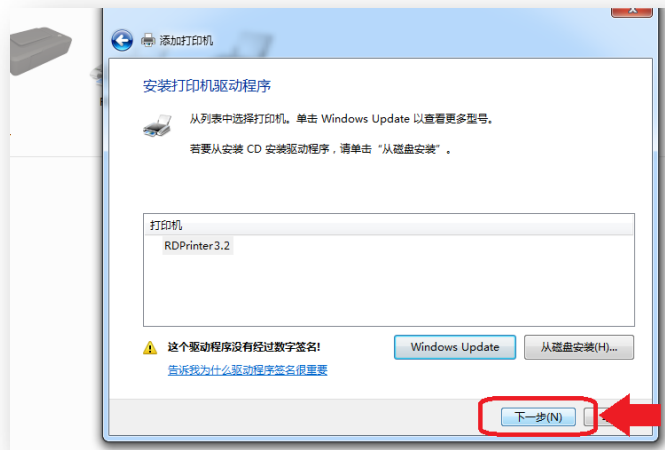 添加打印机
安装打印机驱动程序
从列表中选择打印机。单击 Windows Update 以查看更多型号。
若要从安装 CD 安装驱动程序，请单击“从磁盘安装”。
打印机
RDPrinter3.2
这个驱动程序没有经过数字签名!
告诉我为什么驱动程序签名很重要
Windows Update
从磁盘安装(H)...
下一步(N)